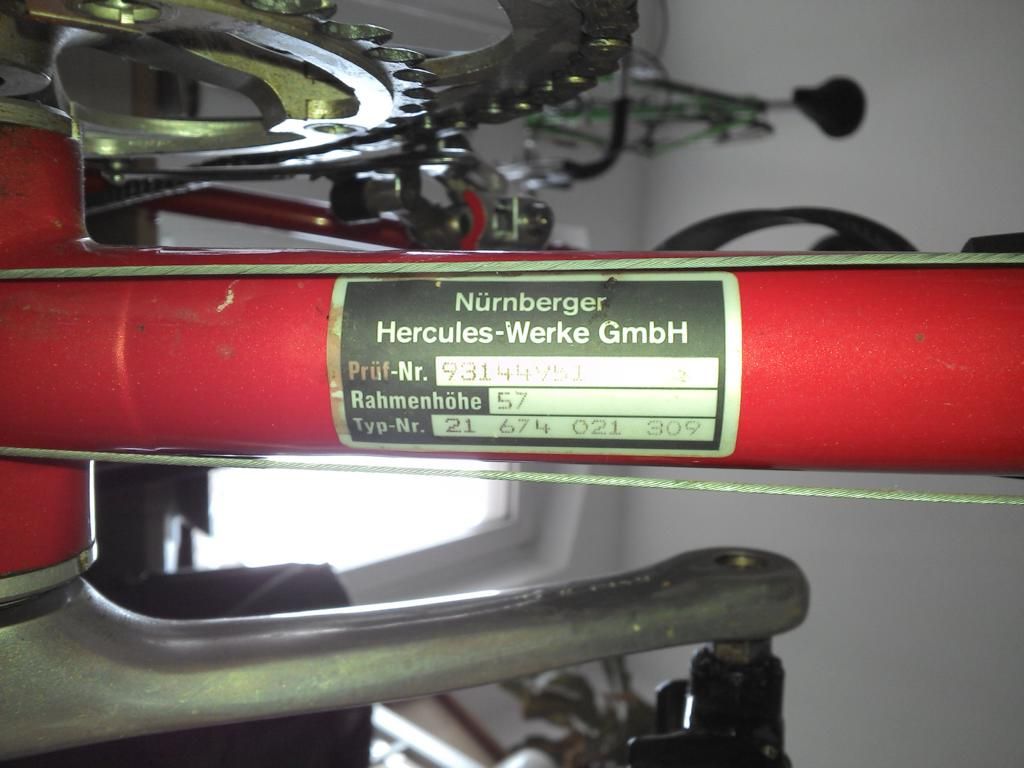 Nürnberger
Hercules-Werke GmbH
Prüf-Nr.
Rahmenhöhe 57
Typ-Nr. 21 674 021 309